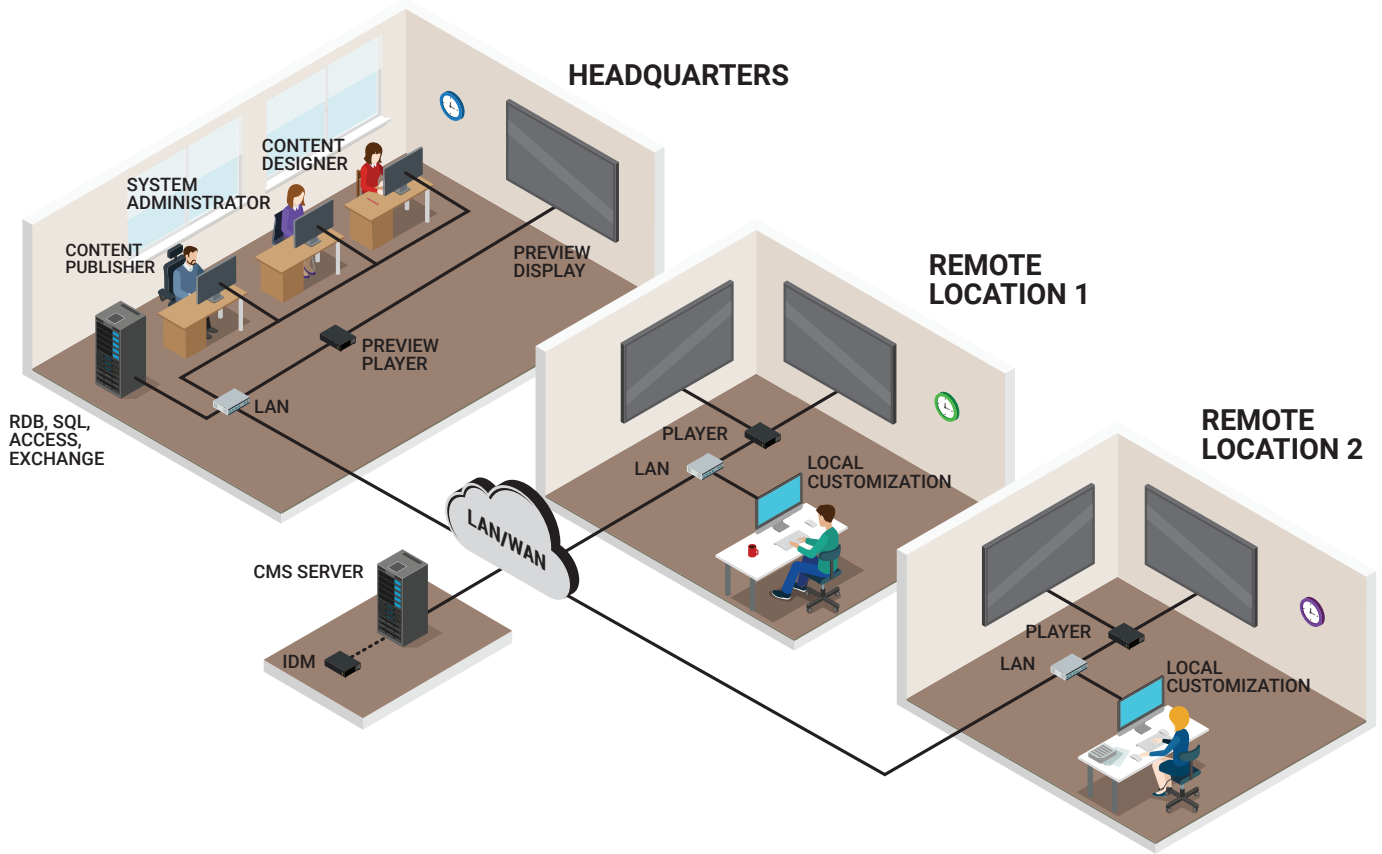 HEADQUARTERS
CONTENT
DESIGNER
SYSTEM
ADMINISTRATOR
CONTENT
PUBLISHER
PREVIEW
DISPLAY
PREVIEW
PLAYER
LAN
RDB, SQL,
ACCESS,
EXCHANGE
REMOTE
LOCATION 1
PLAYER
LAN
LOCAL
CUSTOMIZATION
LAN/WAN
CMS SERVER
IDM
REMOTE
LOCATION 2
PLAYER
LAN
LOCAL
CUSTOMIZATION